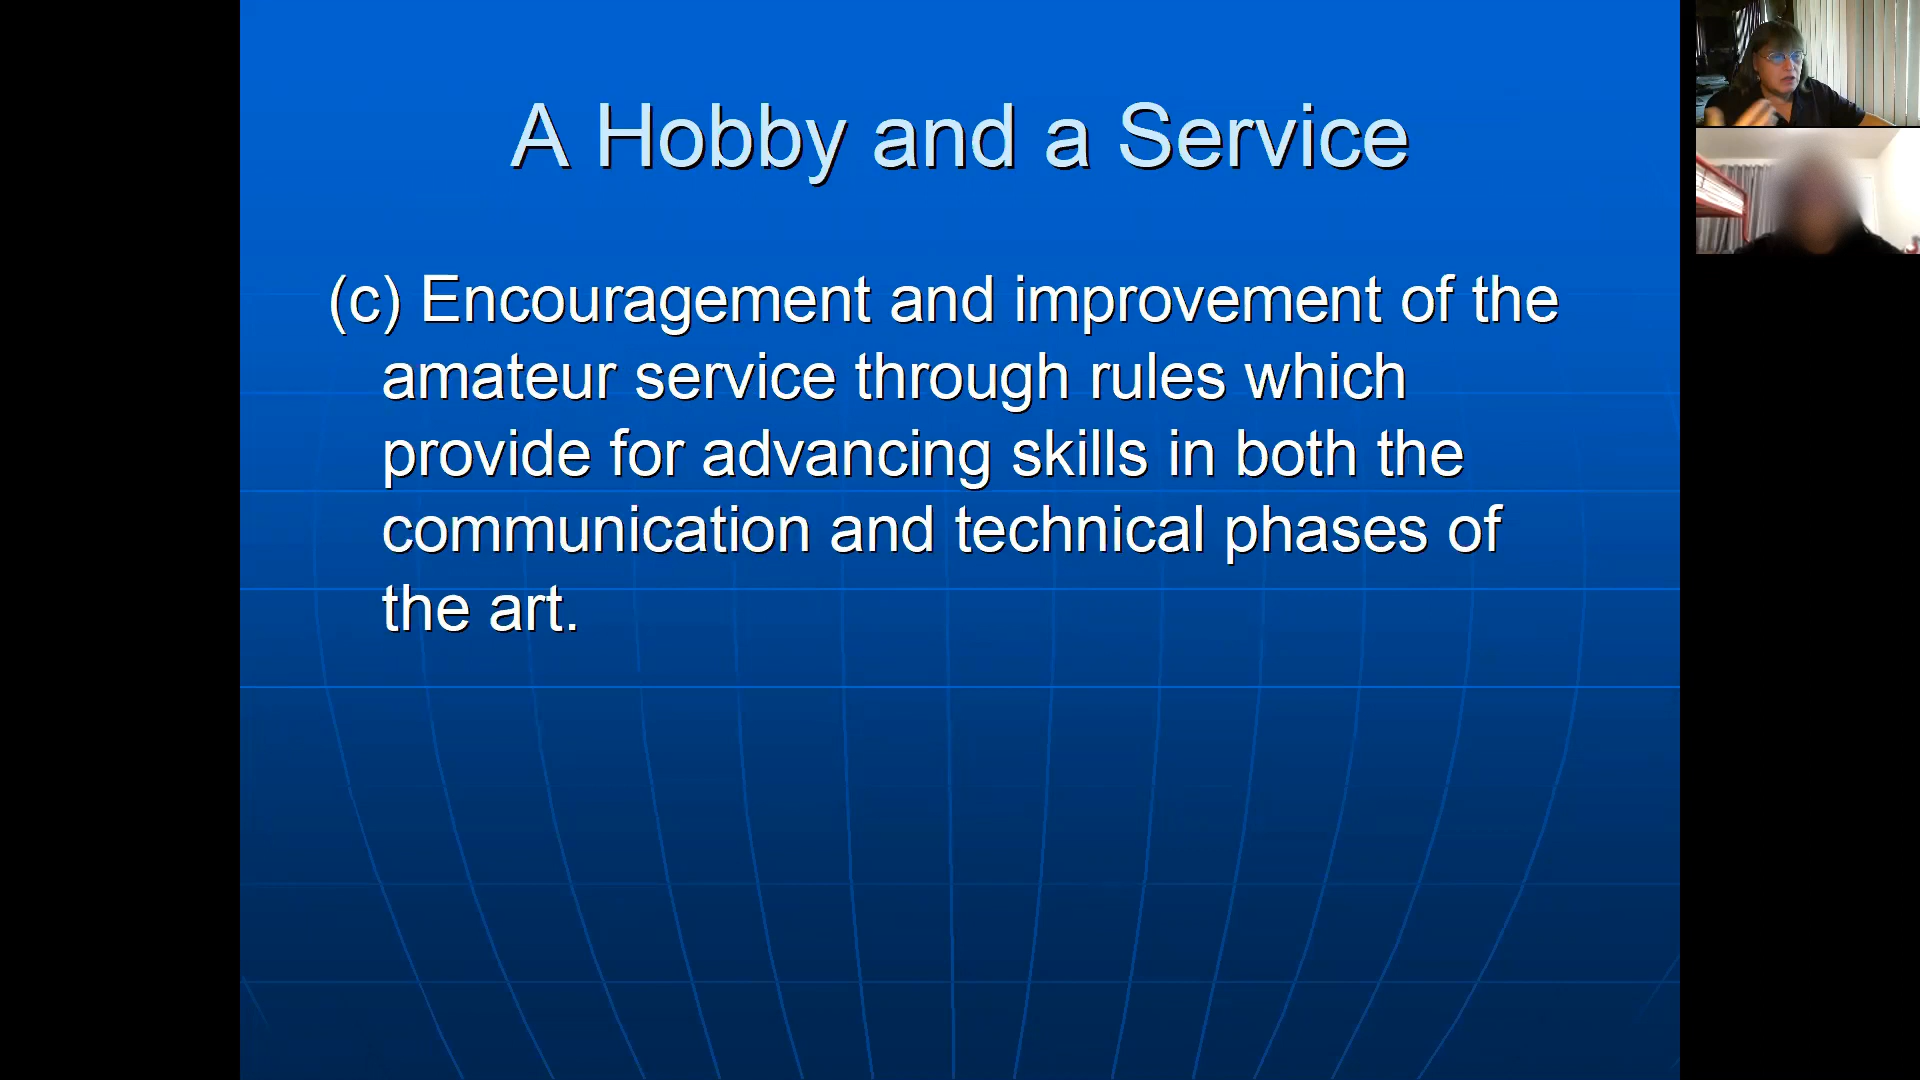 A Hobby and a Service
(c) Encouragement and improvement of the
amateur service through rules which
provide for advancing skills in both the
communication and technical phases of
the art.